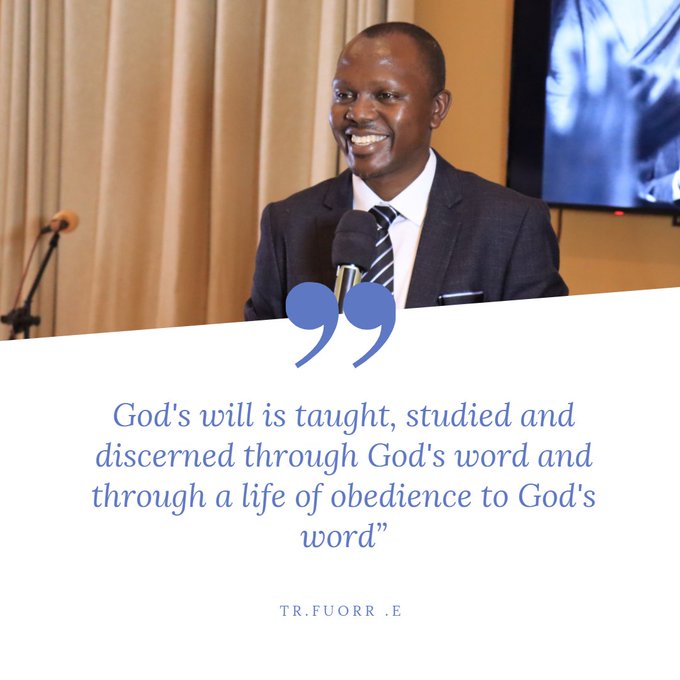 God's will is taught, studied and
discerned through God's word and
through a life of obedience to God's
word”
TR.FUORR .E